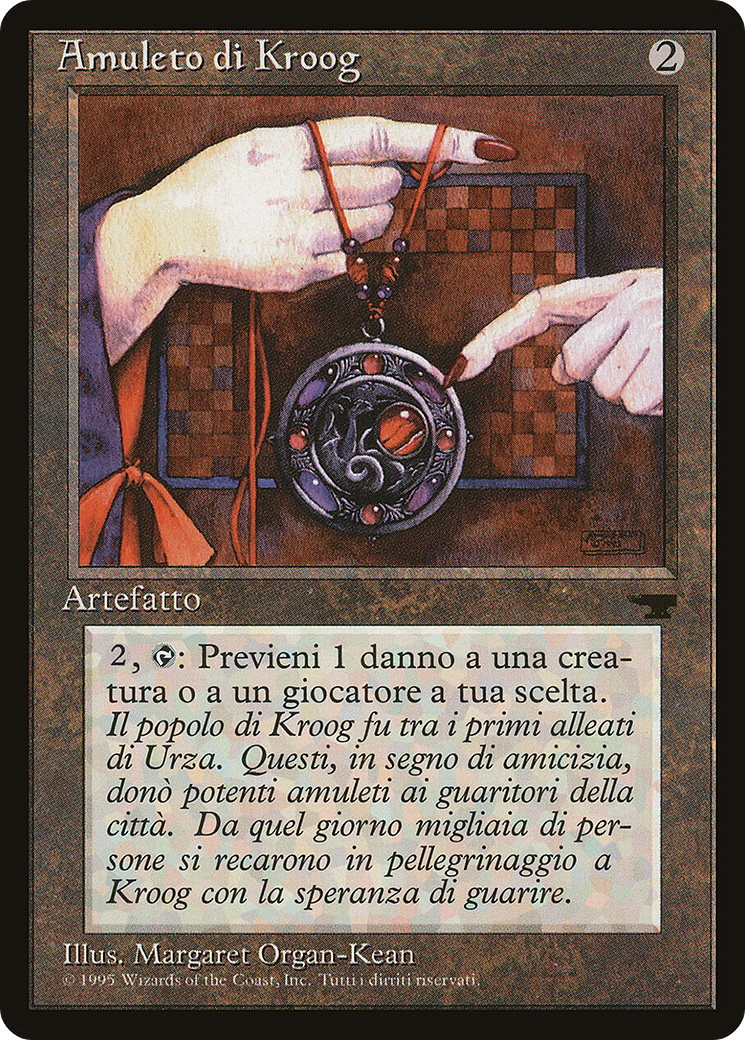 Amuleto di Kroog
2
Artefatto
2, : Previeni 1 danno a una crea-
tura o a un giocatore a tua scelta.
Il popolo di Kroog fu tra i primi alleati
di Urza. Questi, in segno di amicizia,
donò potenti amuleti ai guaritori della
città. Da quel giorno migliaia di per-
sone si recarono in pellegrinaggio a
Kroog con la speranza di guarire.
Illus. Margaret Organ-Kean
© 1995 Wizards of the Coast, Inc. Tutti i dirriti riservati.